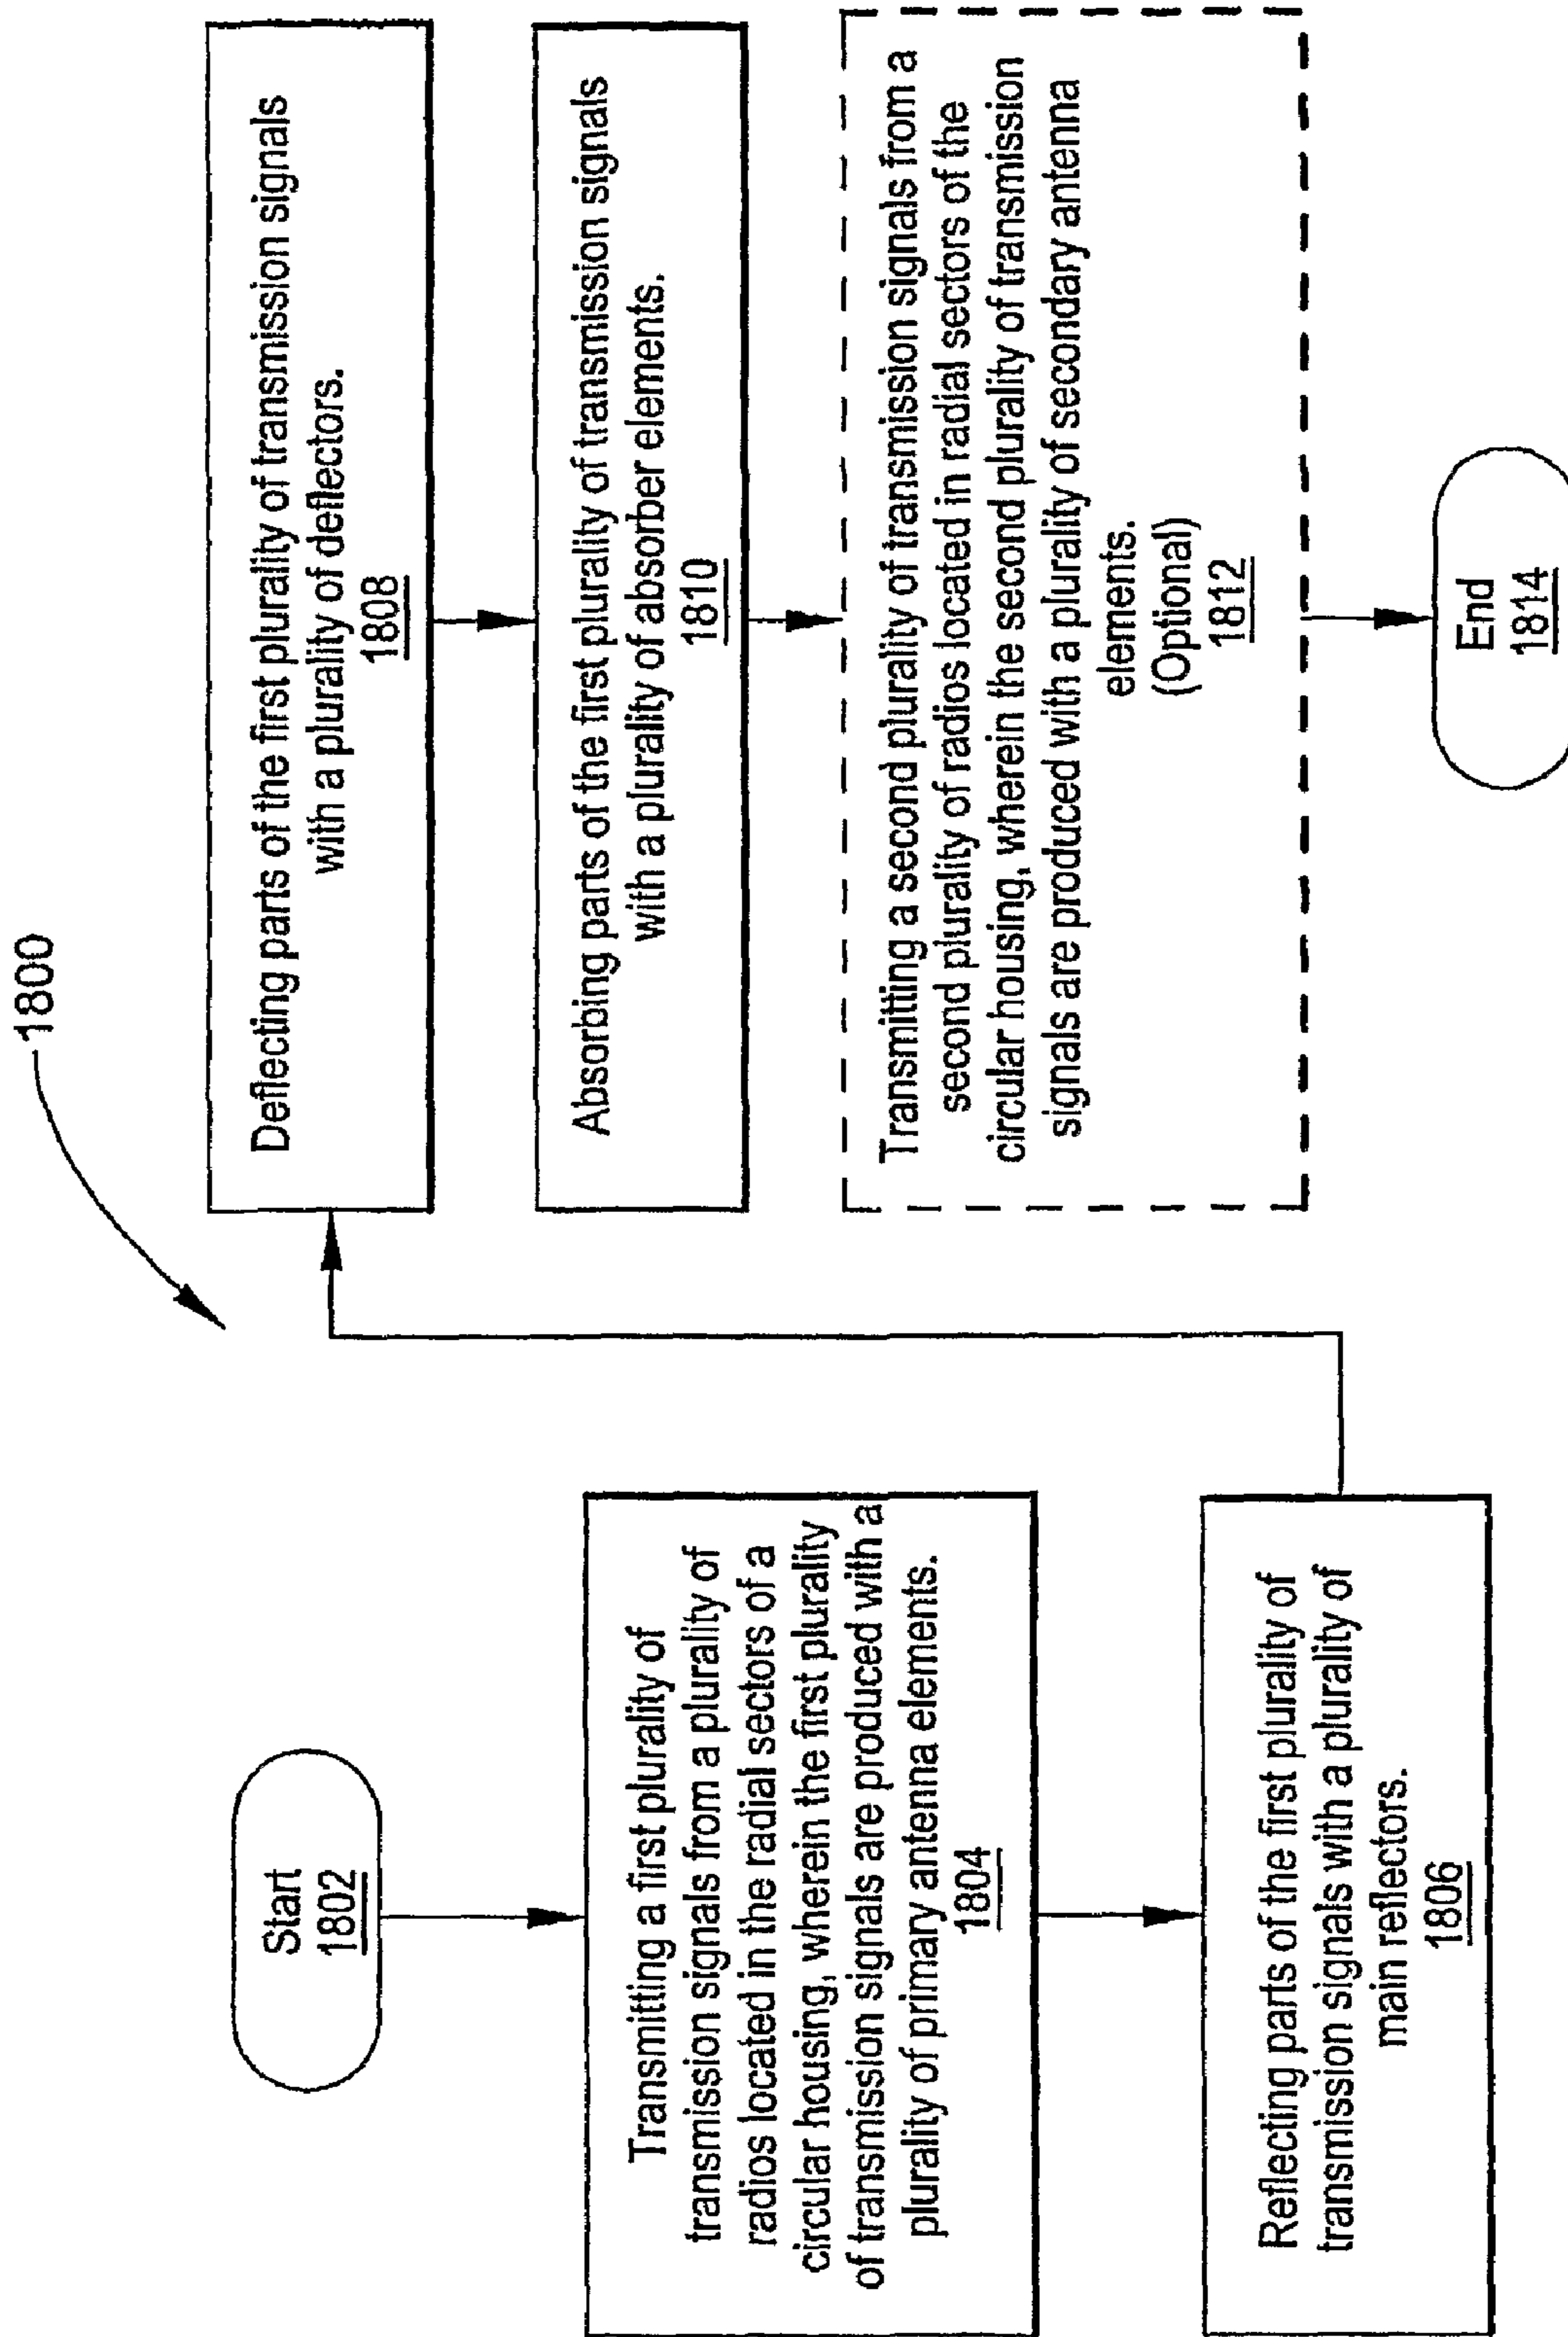 1800
Start
1802
Transmitting a first plurality of
transmission signals from a plurality of
radios located in the radial sectors of a
circular housing, wherein the first plurality
of transmission signals are produced with a
plurality of primary antenna elements.
1804
Reflecting parts of the first plurality of
transmission signals with a plurality of
main reflectors.
1806
Deflecting parts of the first plurality of transmission signals
with a plurality of deflectors.
1808
Absorbing parts of the first plurality of transmission signals
with a plurality of absorber elements.
1810
Transmitting a second plurality of transmission signals from a
second plurality of radios located in radial sectors of the
circular housing, wherein the second plurality of transmission
signals are produced with a plurality of secondary antenna
elements.
(Optional)
1812
End
1814